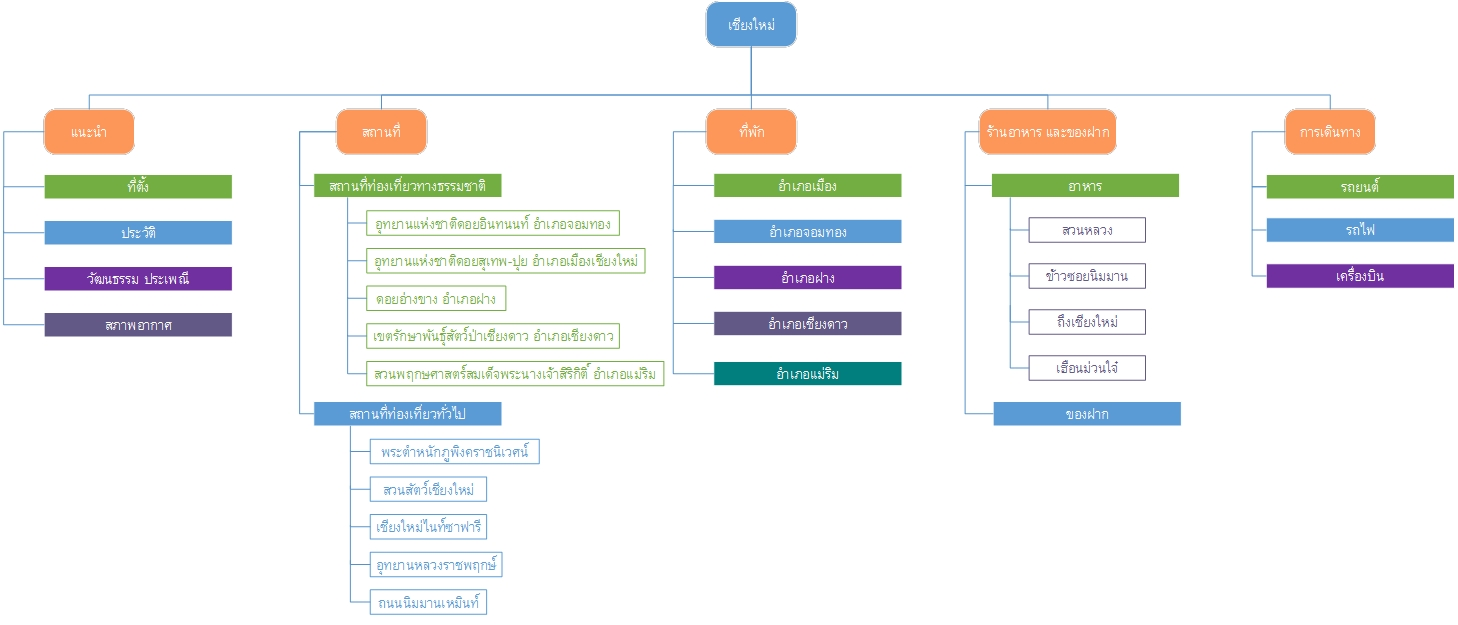 เชียงใหม่
แนะนำ
ที่ตั้ง
ประวัติ
วัฒนธรรม ประเพณี
สภาพอากาศ
สถานที่
สถานที่ท่องเที่ยวทางธรรมชาติ
อุทยานแห่งชาติดอยอินทนนท์ อำเภอจอมทอง
อุทยานแห่งชาติดอยสุเทพ-ปุย อำเภอเมืองเชียงใหม่
ดอยอ่างขาง อำเภอฝาง
เขตรักษาพันธุ์สัตว์ป่าเชียงดาว อำเภอเชียงดาว
สวนพฤกษศาสตร์สมเด็จพระนางเจ้าสิริกิติ์ อำเภอแม่ริม
สถานที่ท่องเที่ยวทั่วไป
พระตำหนักภูพิงคราชนิเวศน์
สวนสัตว์เชียงใหม่
เชียงใหม่ไนท์ซาฟารี
อุทยานหลวงราชพฤกษ์
ถนนนิมมานเหมินท์
ที่พัก
อำเภอเมือง
อำเภอจอมทอง
อำเภอฝาง
อำเภอเชียงดาว
อำเภอแม่ริม
ร้านอาหาร และของฝาก
อาหาร
สวนหลวง
ข้าวซอยนิมมาน
ถึงเชียงใหม่
เฮือนม่วนใจ๋
ของฝาก
การเดินทาง
รถยนต์
รถไฟ
เครื่องบิน